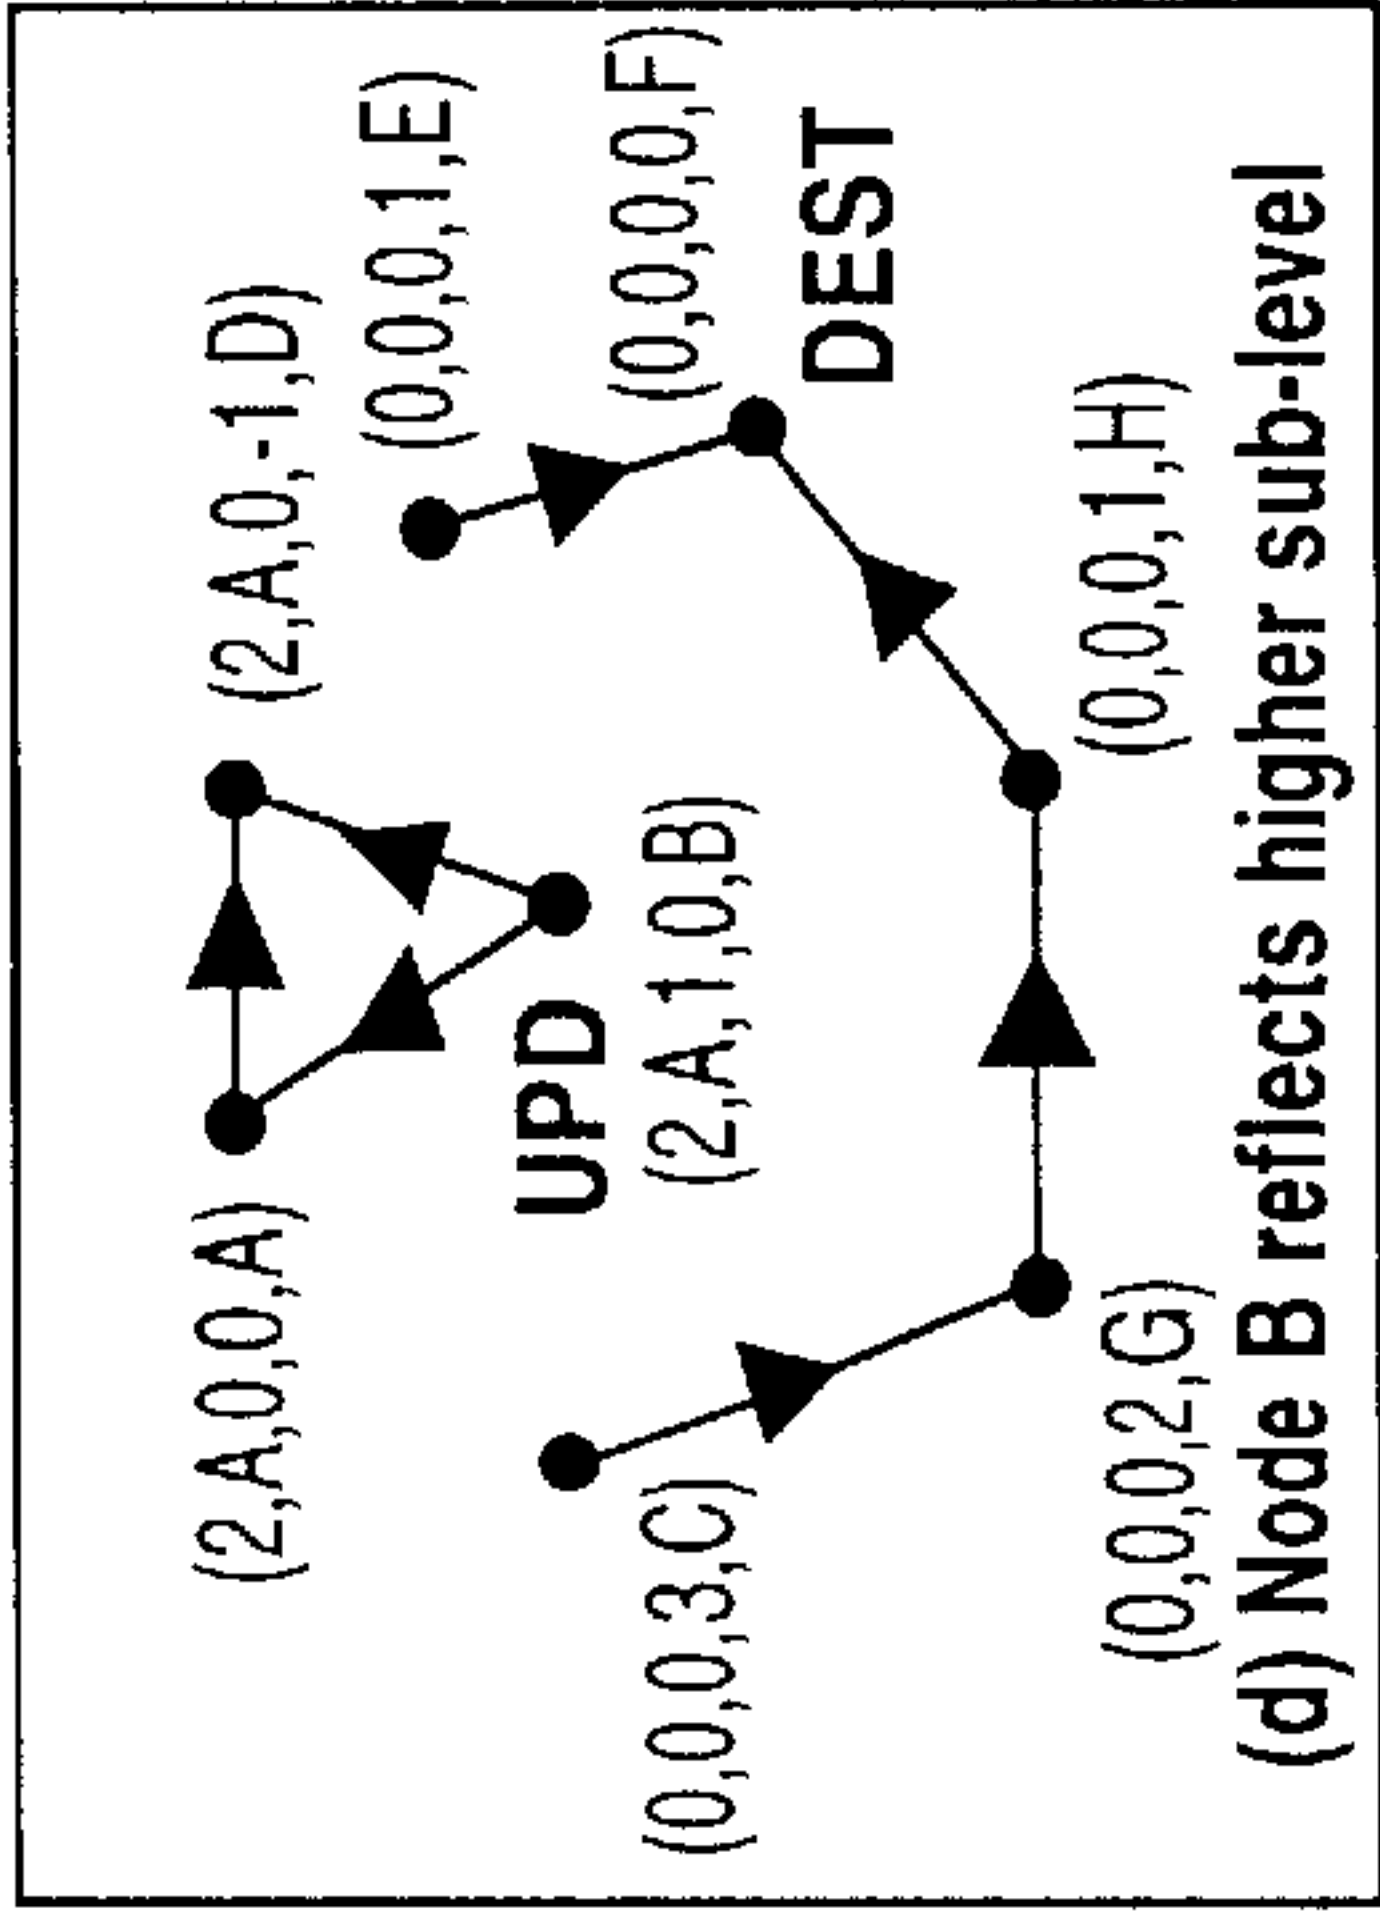 (2,A,0,0,A)
(2,A,0,-1,D)
(0,0,0,1,E)
UPD
(2,A,1,0,B)
(0,0,0,3,C)
(0,0,0,0,F)
DEST
(0,0,0,2,G)
(0,0,0,1,H)
(d) Node B reflects higher sub-level